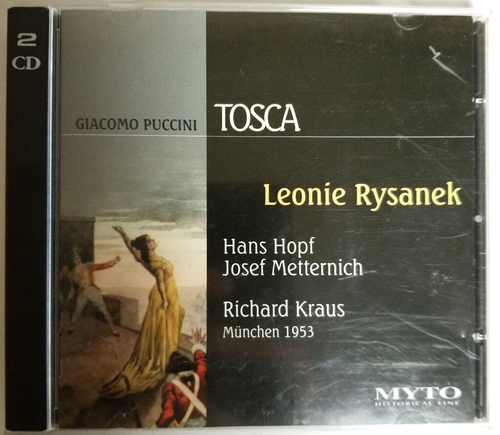 2
CD
GIACOMO PUCCINI TOSCA
Leonie Rysanek
Hans Hopf
Josef Metternich
Richard Kraus
München 1953
MYTO
HISTORICAL LINE